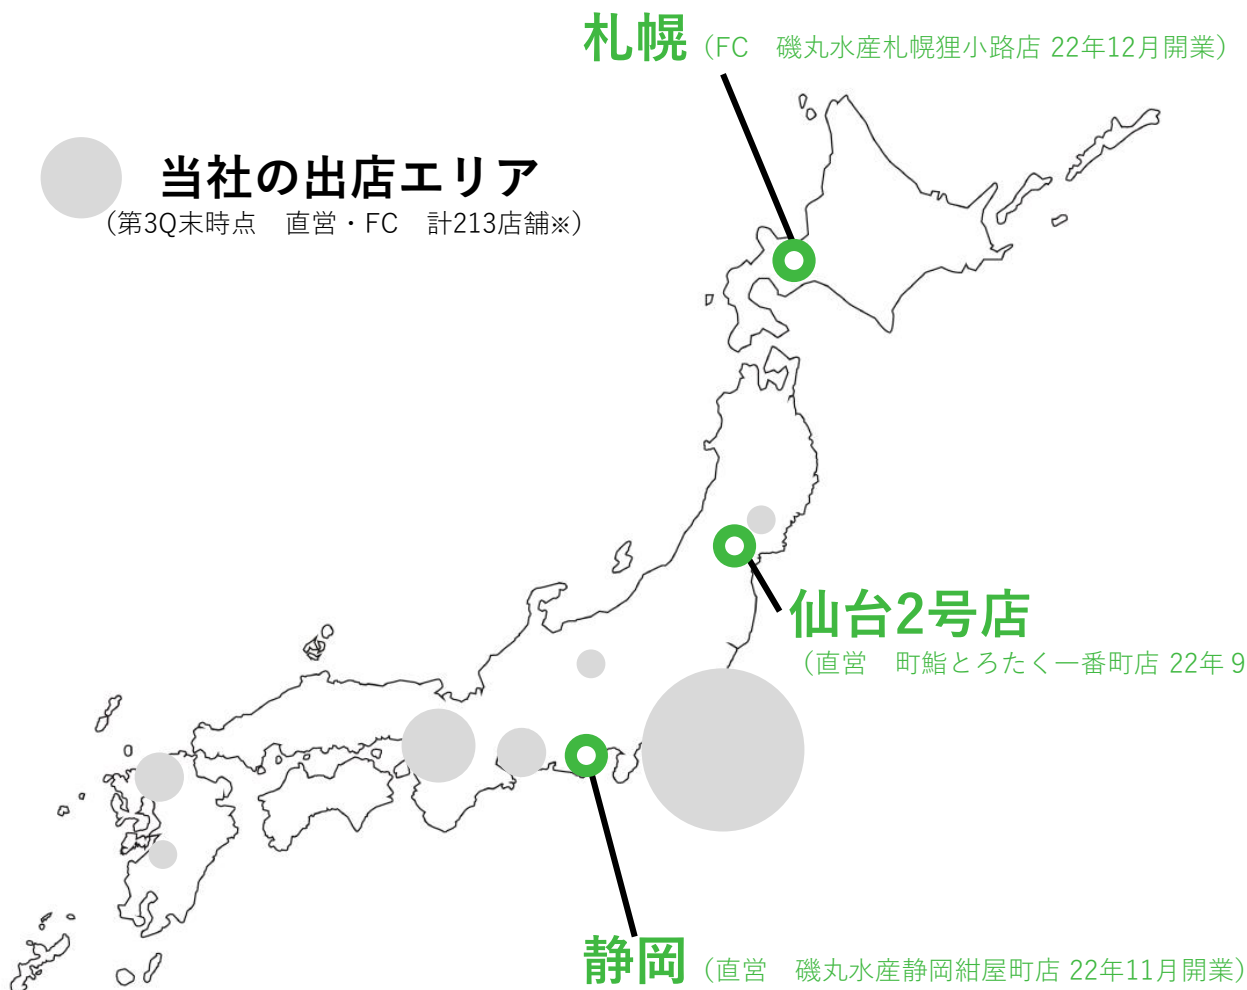 札幌（FC　磯丸水産札幌狸小路店 22年12月開業）
当社の出店エリア
（第3Q末時点　直営・FC　計213店舗※）
仙台2号店
（直営　町鮨とろたく一番町店 22年９
静岡（直営　磯丸水産静岡紺屋町店 22年11月開業）